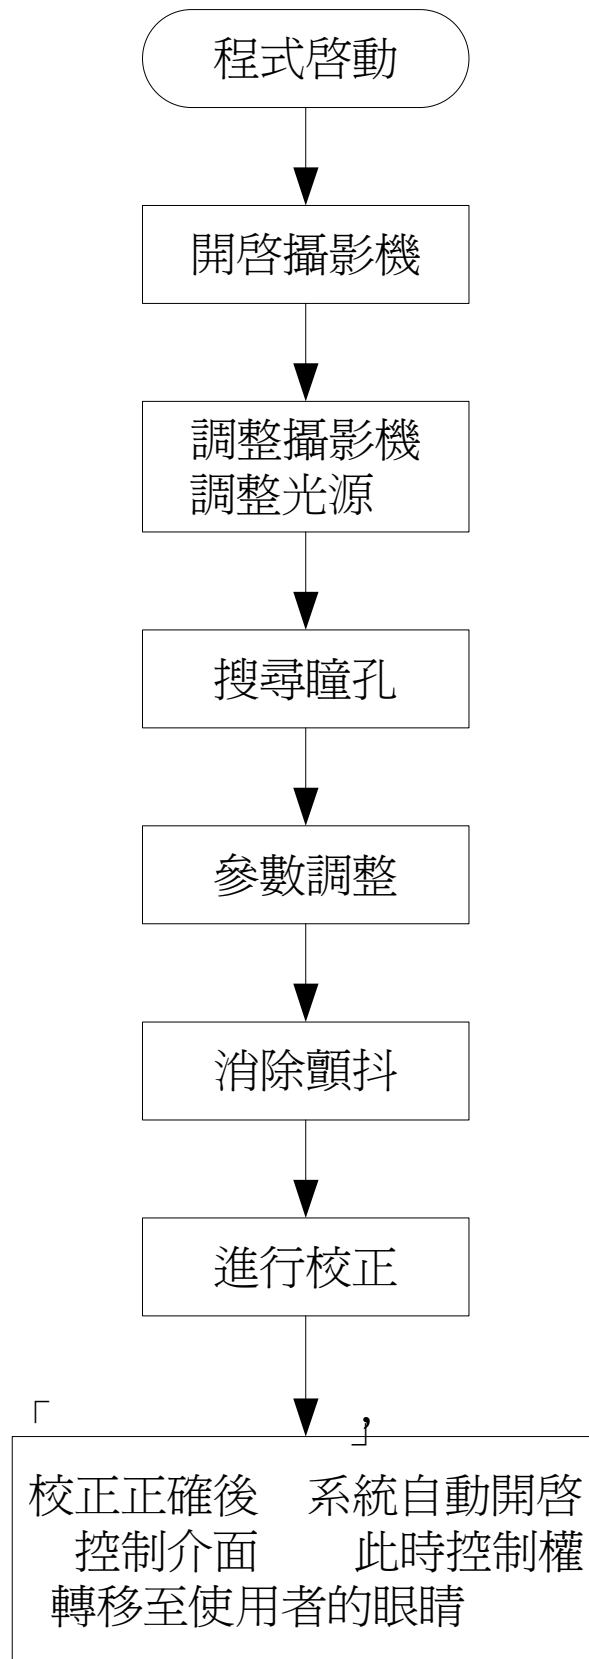 程式啓動
開啓攝影機
調整攝影機
調整光源
搜尋瞳孔
參數調整
消除顫抖
進行校正
「 」,
校正正確後 系統自動開啓
控制介面 此時控制權
轉移至使用者的眼睛